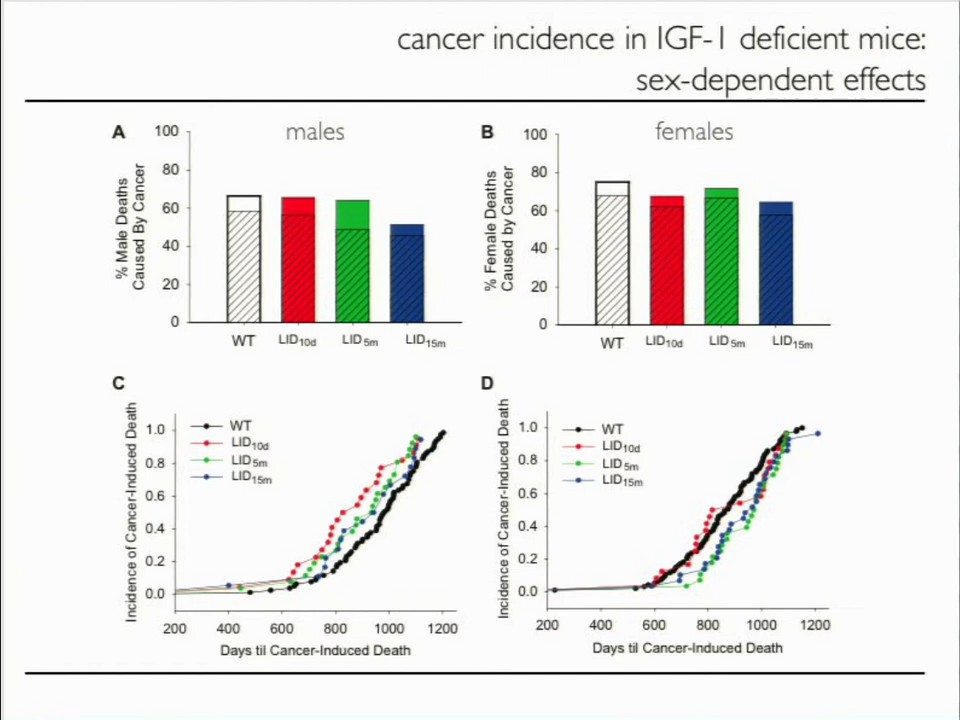 cancer incidence in IGF-1 deficient mice:
sex-dependent effects
A
males
% Male Deaths
Caused By Cancer
100
80
60
40
20
0
WT
LID10d
LID5m
LID15m
B
females
% Female Deaths
Caused by Cancer
100
80
60
40
20
0
WT
LID10d
LID5m
LID15m
C
Incidence of Cancer-Induced Death
1.0
0.8
0.6
0.4
0.2
0.0
WT
LID10d
LID5m
LID15m
200 400 600 800 1000 1200
Days til Cancer-Induced Death
D
Incidence of Cancer-Induced Death
1.0
0.8
0.6
0.4
0.2
0.0
WT
LID10d
LID5m
LID15m
200 400 600 800 1000 1200
Days til Cancer-Induced Death